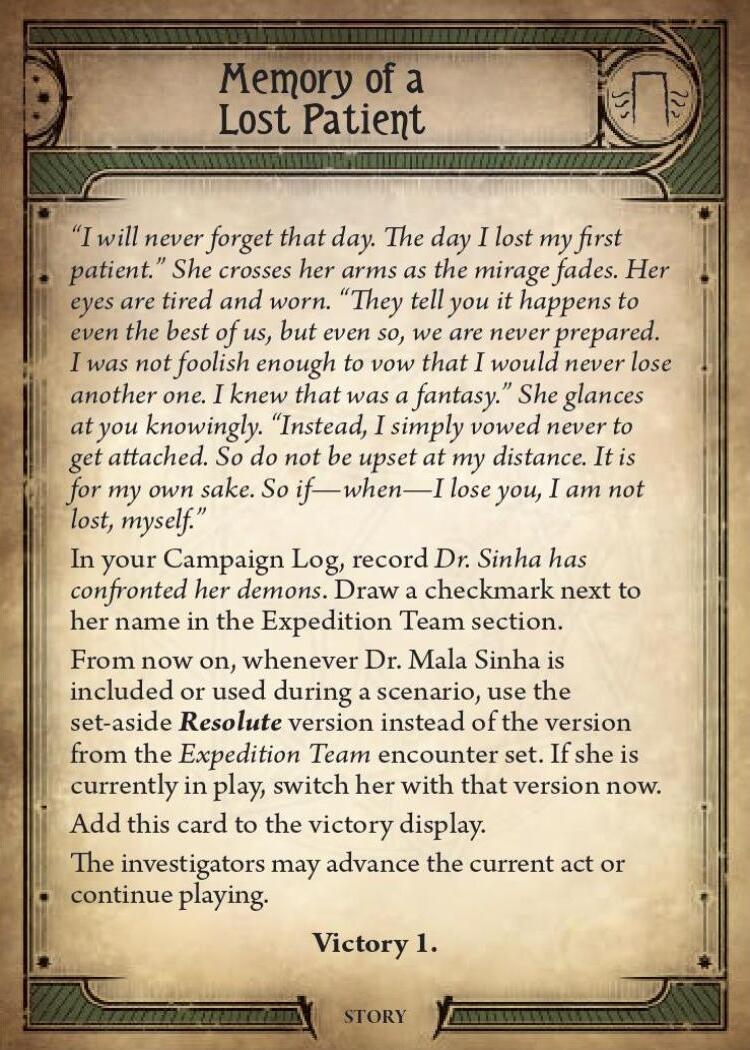 Memory of a
Lost Patient
“I will never forget that day. The day I lost my first
patient.” She crosses her arms as the mirage fades. Her
eyes are tired and worn. “They tell you it happens to
even the best of us, but even so, we are never prepared.
I was not foolish enough to vow that I would never lose
another one. I knew that was a fantasy.” She glances
at you knowingly. “Instead, I simply vowed never to
get attached. So do not be upset at my distance. It is
for my own sake. So if—when—I lose you, I am not
lost, myself.”
In your Campaign Log, record Dr. Sinha has
confronted her demons. Draw a checkmark next to
her name in the Expedition Team section.
From now on, whenever Dr. Mala Sinha is
included or used during a scenario, use the
set-aside Resolute version instead of the version
from the Expedition Team encounter set. If she is
currently in play, switch her with that version now.
Add this card to the victory display.
The investigators may advance the current act or
continue playing.
Victory 1.
STORY